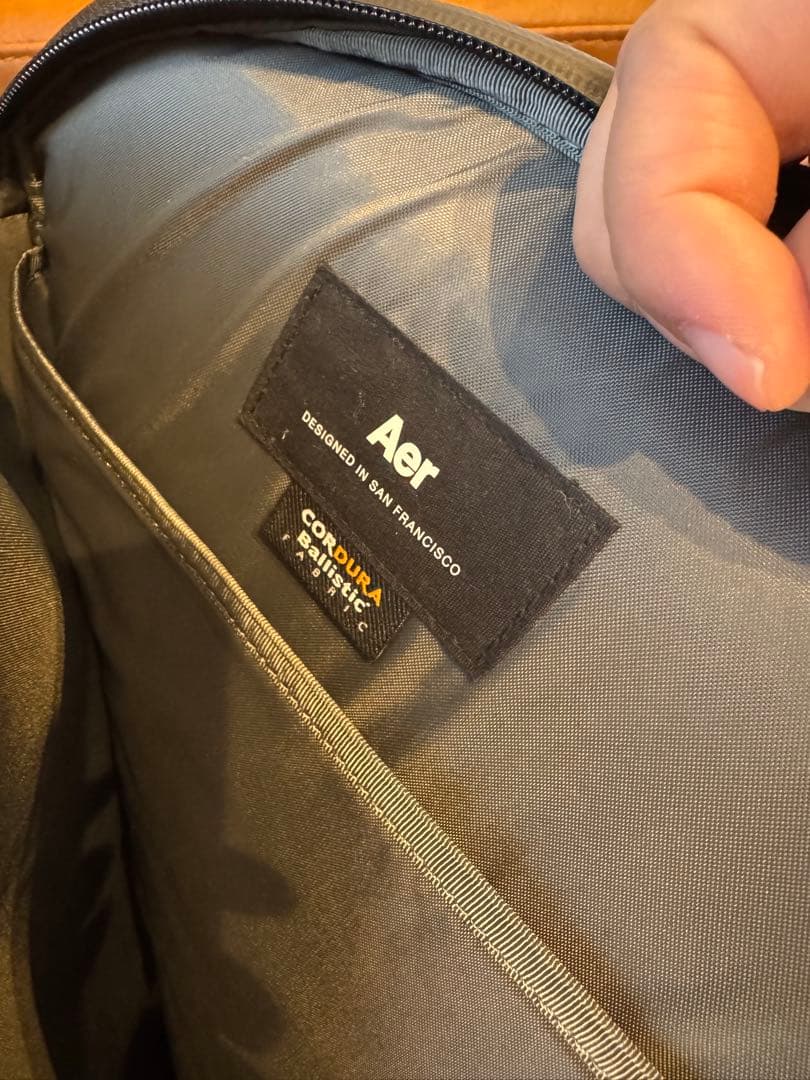 Aer
DESIGNED IN SAN FRANCISCO
CORDURA
Ballistic
FABRIC